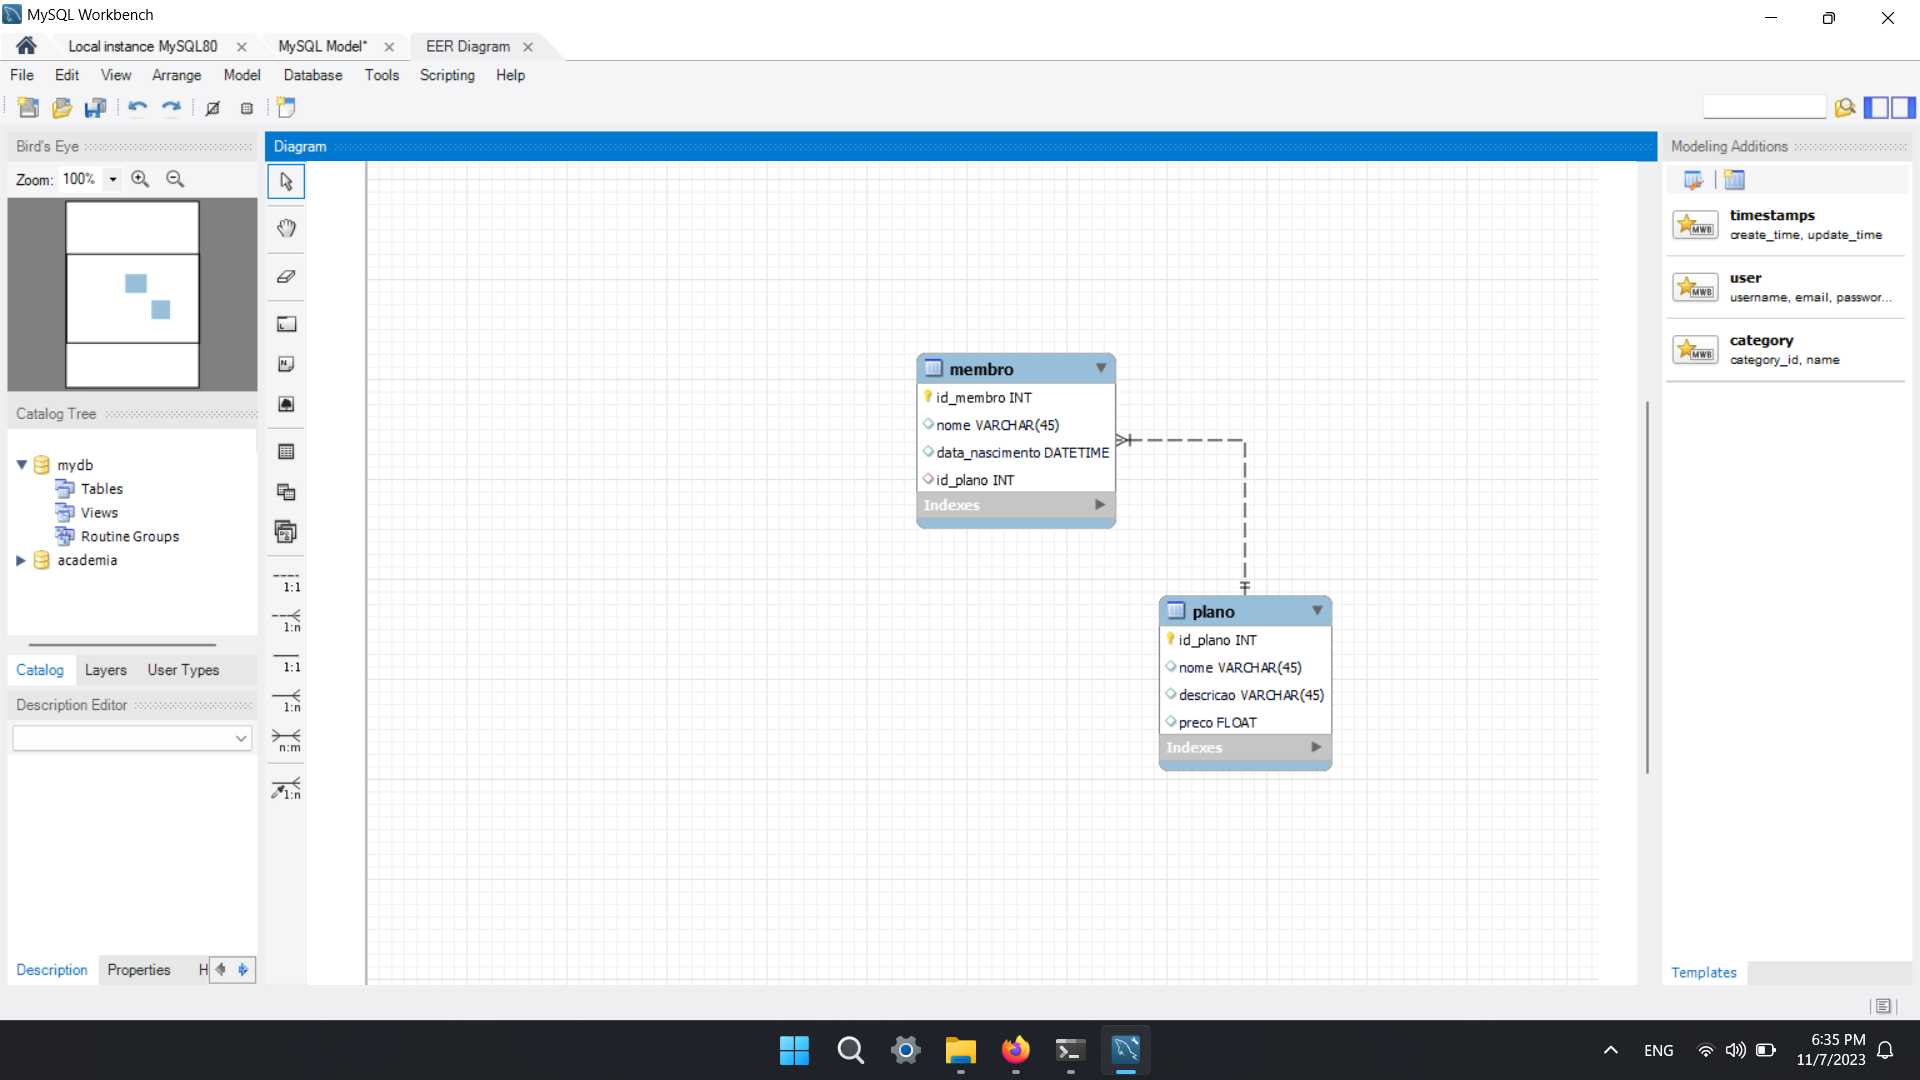 MySQL Workbench
Local instance MySQL80
MySQL Model*
EER Diagram
File Edit View Arrange Model Database Tools Scripting Help
Bird's Eye
Zoom: 100%
Catalog Tree
mydb
Tables
Views
Routine Groups
academia
Catalog Layers User Types
Description Editor
Description Properties H
Diagram
1:1
1:n
1:1
1:n
n:m
1:n
membro
id_membro INT
nome VARCHAR(45)
data_nascimento DATETIME
id_plano INT
Indexes
plano
id_plano INT
nome VARCHAR(45)
descricao VARCHAR(45)
preco FLOAT
Indexes
Modeling Additions
MWB
timestamps
create_time, update_time
MWB
user
username, email, passwor...
MWB
category
category_id, name
Templates
ENG
6:35 PM
11/7/2023